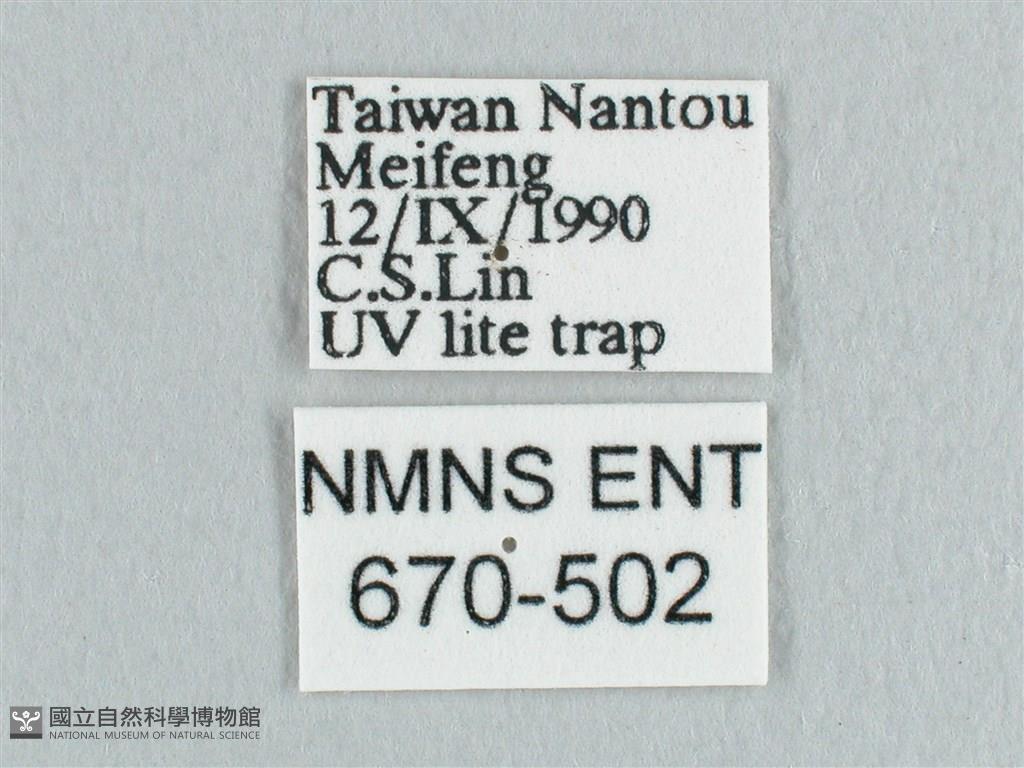 Taiwan Nantou
Meifeng
12/IX/1990
C.S.Lin
UV lite trap
NMNS ENT
670-502
國立自然科學博物館
NATIONAL MUSEUM OF NATURAL SCIENCE